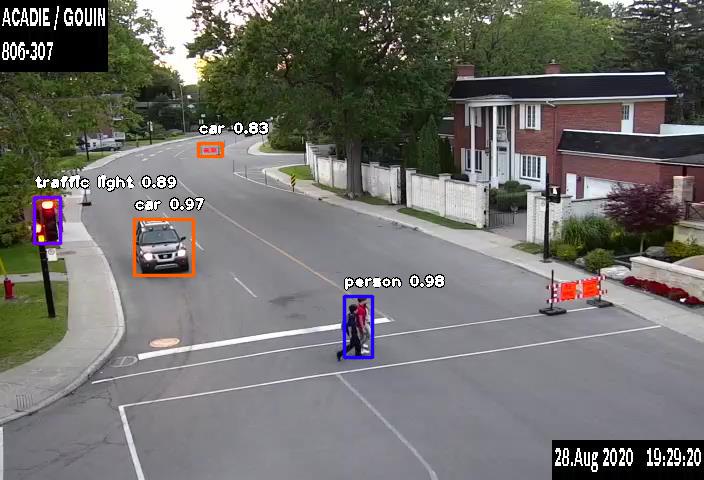 ACADIE / GOUIN
806-307
car 0.83
traffic light 0.89
car 0.97
person 0.98
28.Aug 2020 19:29:20